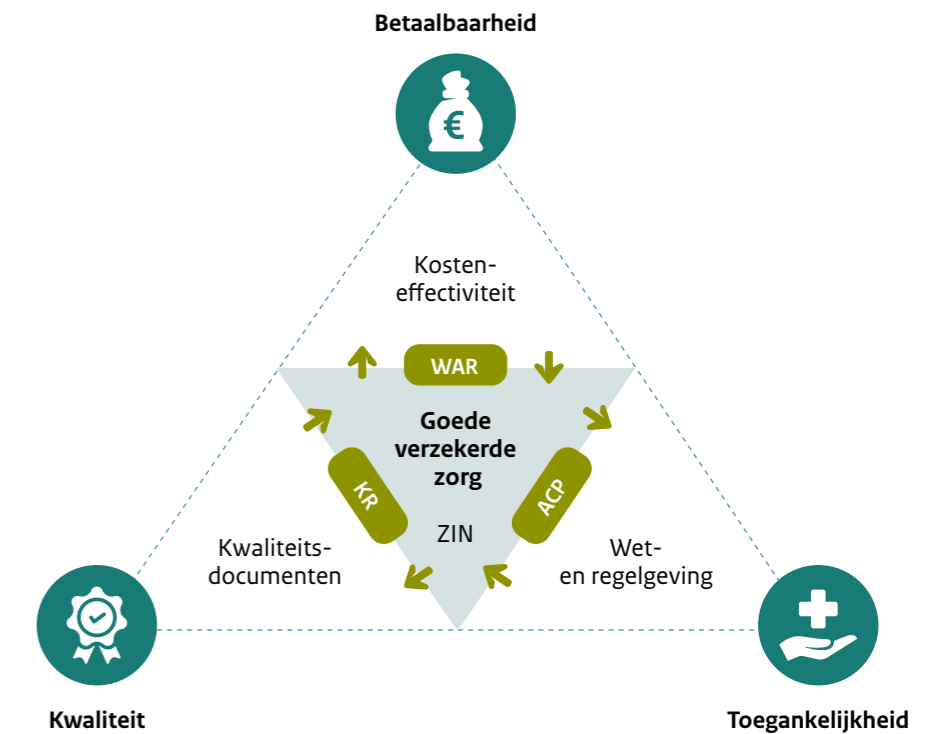 Betaalbaarheid
€
Kosten-
effectiviteit
WAR
Goede
verzekerde
zorg
KR
ACP
ZIN
Kwaliteits-
documenten
Wet-
en regelgeving
Kwaliteit
Toegankelijkheid